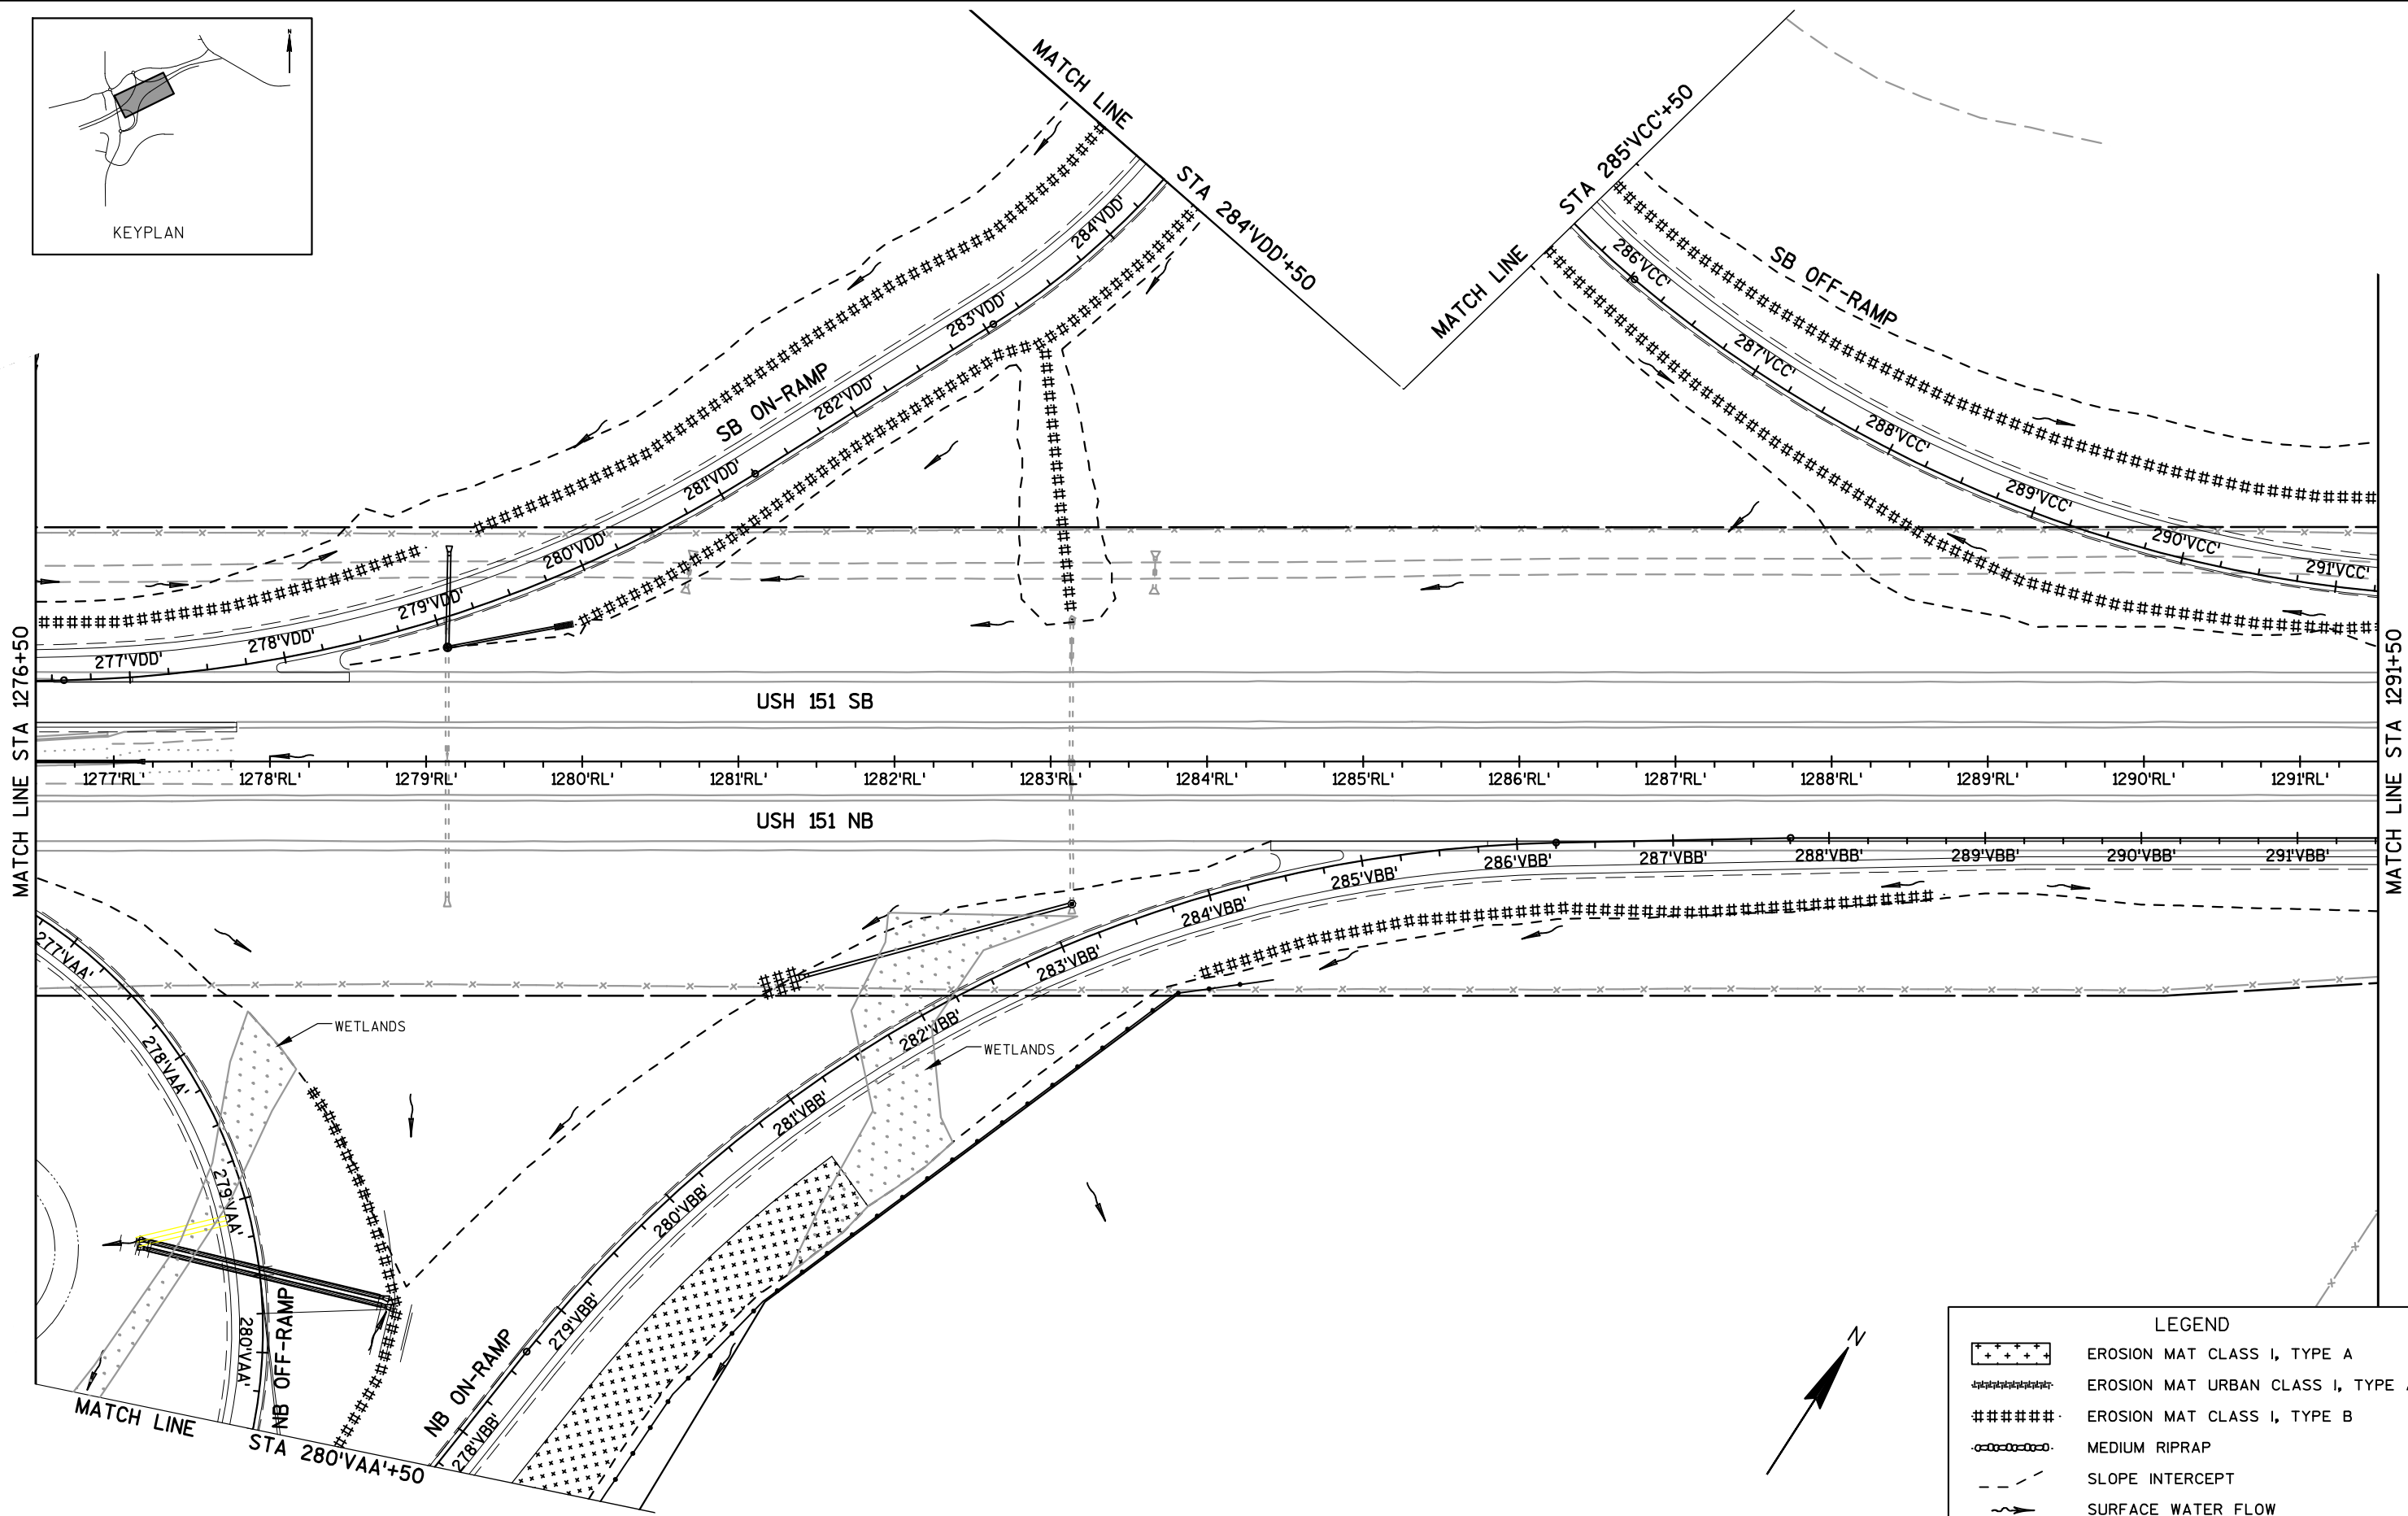 N
KEYPLAN
MATCH LINE
STA 284'VDD'+50
MATCH LINE
STA 285'VCC'+50
284'VDD'
283'VDD'
282'VDD'
SB ON-RAMP
281'VDD'
280'VDD'
279'VDD'
278'VDD'
277'VDD'
SB OFF-RAMP
286'VCC'
287'VCC'
288'VCC'
289'VCC'
290'VCC'
291'VCC'
MATCH LINE STA 1276+50
MATCH LINE STA 1291+50
USH 151 SB
1277'RL'
1278'RL'
1279'RL'
1280'RL'
1281'RL'
1282'RL'
1283'RL'
1284'RL'
1285'RL'
1286'RL'
1287'RL'
1288'RL'
1289'RL'
1290'RL'
1291'RL'
USH 151 NB
291'VBB'
290'VBB'
289'VBB'
288'VBB'
287'VBB'
286'VBB'
285'VBB'
284'VBB'
283'VBB'
282'VBB'
281'VBB'
280'VBB'
279'VBB'
278'VBB'
NB ON-RAMP
WETLANDS
WETLANDS
277'VAA'
278'VAA'
279'VAA'
280'VAA'
NB OFF-RAMP
MATCH LINE
STA 280'VAA'+50
N
LEGEND
EROSION MAT CLASS I, TYPE A
EROSION MAT URBAN CLASS I, TYPE
EROSION MAT CLASS I, TYPE B
MEDIUM RIPRAP
SLOPE INTERCEPT
SURFACE WATER FLOW